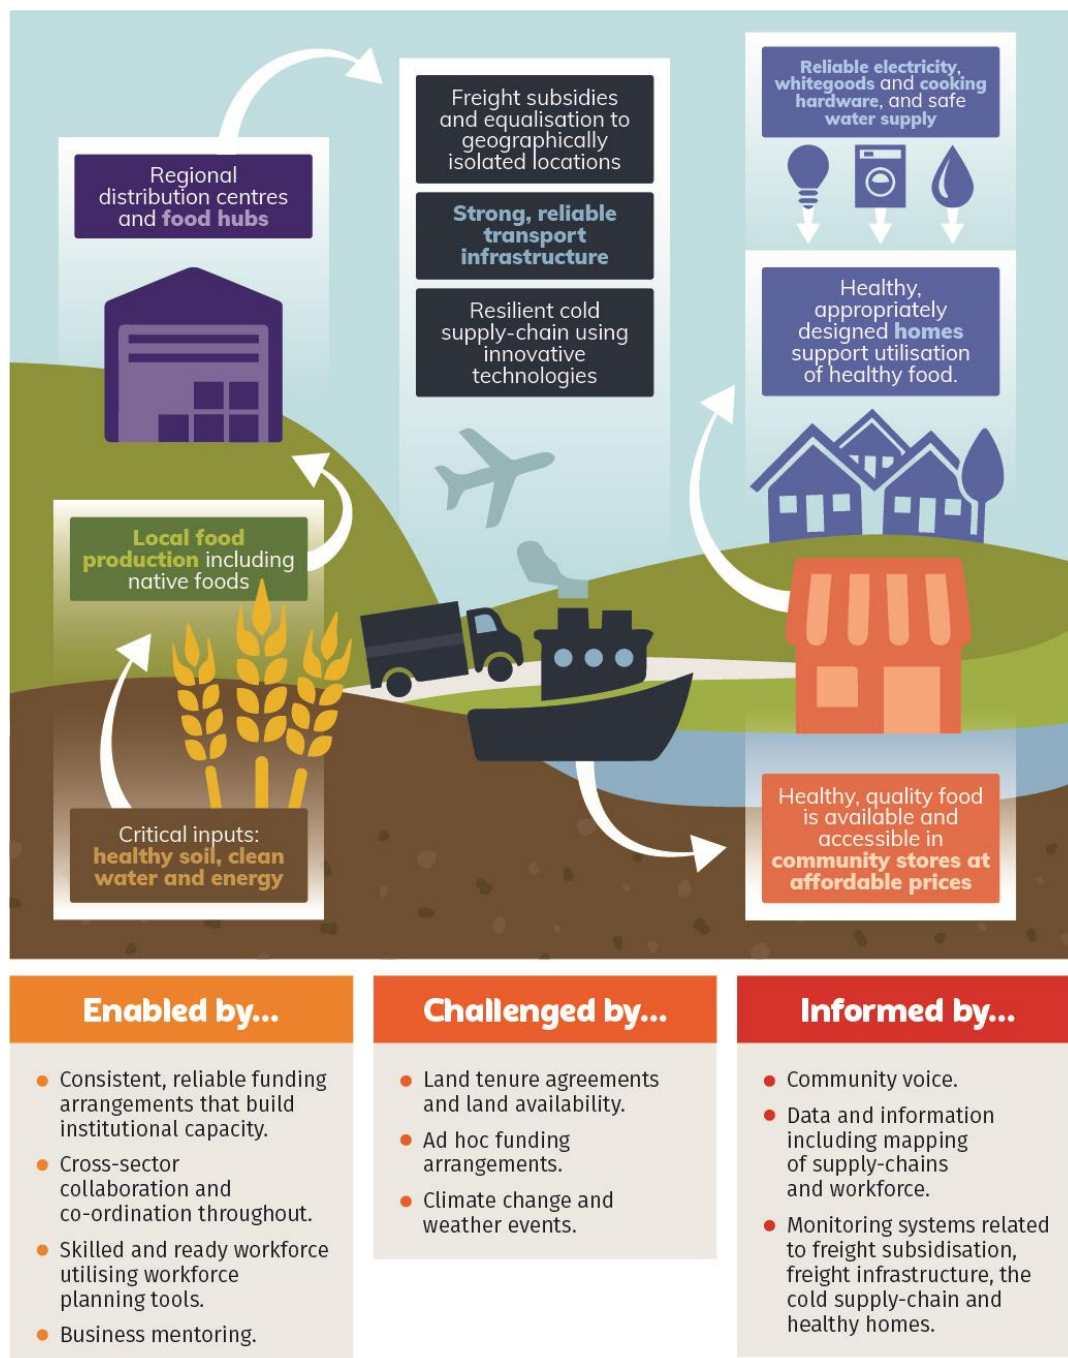 Regional
distribution centres
and food hubs
Freight subsidies
and equalisation to
geographically
isolated locations
Strong, reliable
transport
infrastructure
Resilient cold
supply-chain using
innovative
technologies
Reliable electricity,
whitegoods and cooking
hardware, and safe
water supply
Healthy,
appropriately
designed homes
support utilisation
of healthy food.
Local food
production including
native foods
Critical inputs:
healthy soil, clean
water and energy
Healthy, quality food
is available and
accessible in
community stores at
affordable prices
Enabled by...
Consistent, reliable funding
arrangements that build
institutional capacity.
Cross-sector
collaboration and
co-ordination throughout.
Skilled and ready workforce
utilising workforce
planning tools.
Business mentoring.
Challenged by...
Land tenure agreements
and land availability.
Ad hoc funding
arrangements.
Climate change and
weather events.
Informed by...
Community voice.
Data and information
including mapping
of supply-chains
and workforce.
Monitoring systems related
to freight subsidisation,
freight infrastructure, the
cold supply-chain and
healthy homes.